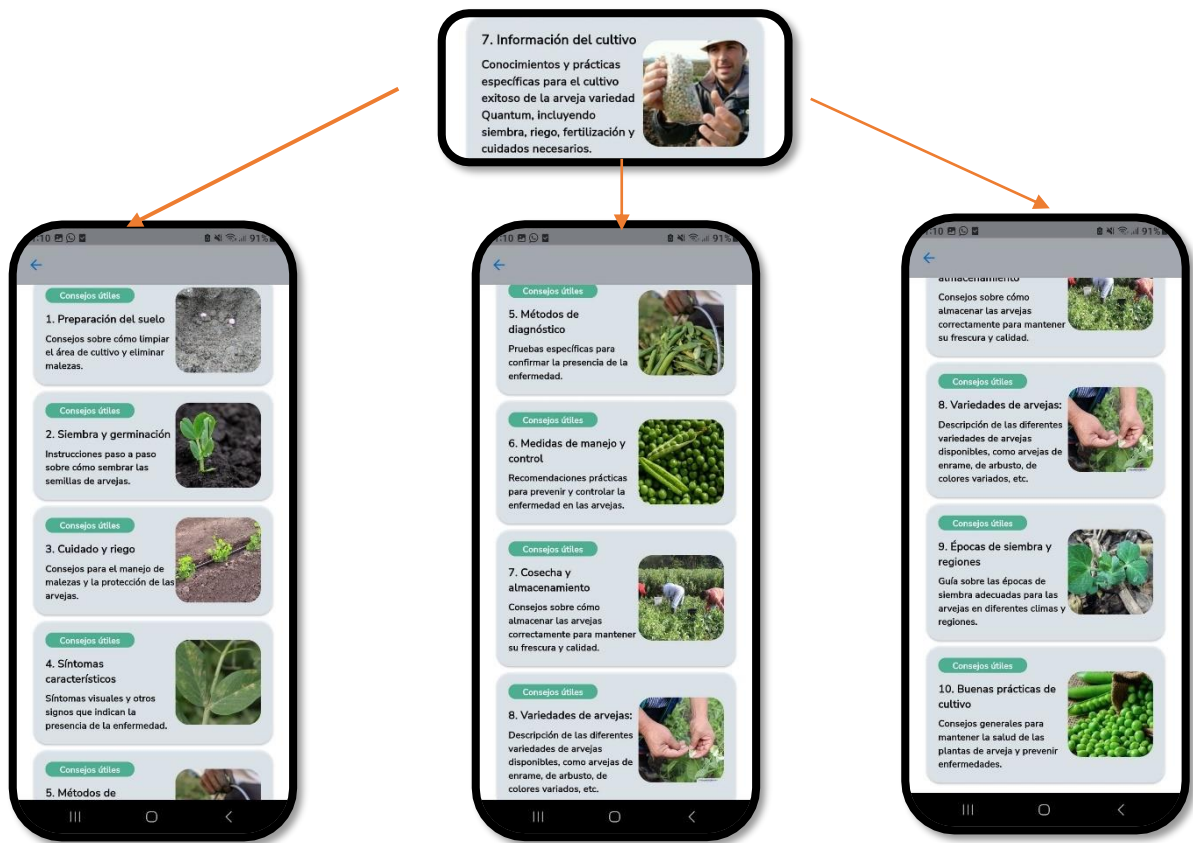 7. Información del cultivo
Conocimientos y prácticas
específicas para el cultivo
exitoso de la arveja variedad
Quantum, incluyendo
siembra, riego, fertilización y
cuidados necesarios.
:10 91%
Consejos útiles
1. Preparación del suelo
Consejos sobre cómo limpiar
el área de cultivo y eliminar
malezas.
Consejos útiles
2. Siembra y germinación
Instrucciones paso a paso
sobre cómo sembrar las
semillas de arvejas.
Consejos útiles
3. Cuidado y riego
Consejos para el manejo de
malezas y la protección de las
arvejas.
Consejos útiles
4. Síntomas
característicos
Síntomas visuales y otros
signos que indican la
presencia de la enfermedad.
Consejos útiles
5. Métodos de
:10 91%
Consejos útiles
5. Métodos de
diagnóstico
Pruebas específicas para
confirmar la presencia de la
enfermedad.
Consejos útiles
6. Medidas de manejo y
control
Recomendaciones prácticas
para prevenir y controlar la
enfermedad en las arvejas.
Consejos útiles
7. Cosecha y
almacenamiento
Consejos sobre cómo
almacenar las arvejas
correctamente para mantener
su frescura y calidad.
Consejos útiles
8. Variedades de arvejas:
Descripción de las diferentes
variedades de arvejas
disponibles, como arvejas de
enrame, de arbusto, de
colores variados, etc.
:10 91%
almacenamiento
Consejos sobre cómo
almacenar las arvejas
correctamente para mantener
su frescura y calidad.
Consejos útiles
8. Variedades de arvejas:
Descripción de las diferentes
variedades de arvejas
disponibles, como arvejas de
enrame, de arbusto, de
colores variados, etc.
Consejos útiles
9. Épocas de siembra y
regiones
Guía sobre las épocas de
siembra adecuadas para las
arvejas en diferentes climas y
regiones.
Consejos útiles
10. Buenas prácticas de
cultivo
Consejos generales para
mantener la salud de las
plantas de arveja y prevenir
enfermedades.